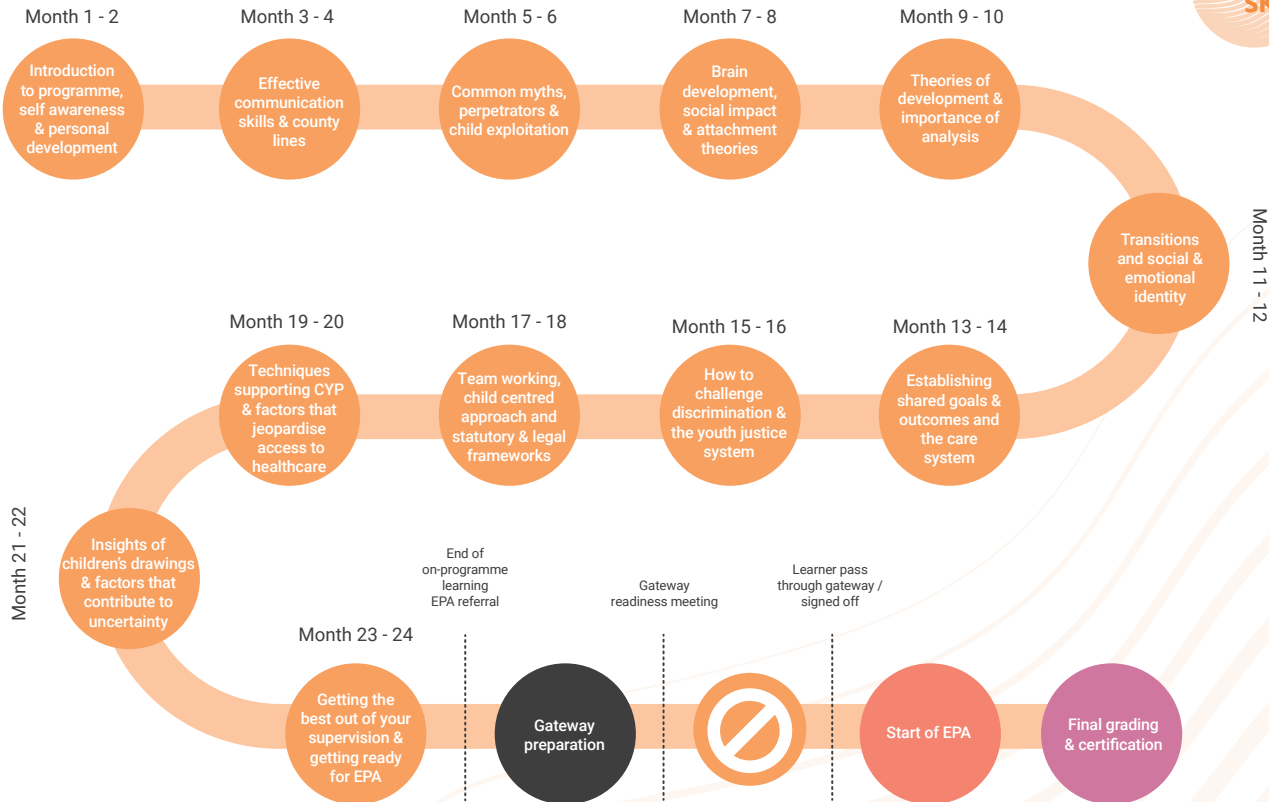 Month 1 - 2
Introduction
to programme,
self awareness
& personal
development
Month 3 - 4
Effective
communication
skills & county
lines
Month 5 - 6
Common myths,
perpetrators &
child exploitation
Month 7 - 8
Brain
development,
social impact
& attachment
theories
Month 9 - 10
Theories of
development &
importance of
analysis
Month 11 - 12
Transitions
and social &
emotional
identity
Month 13 - 14
Establishing
shared goals &
outcomes and
the care
system
Month 15 - 16
How to
challenge
discrimination &
the youth justice
system
Month 17 - 18
Team working,
child centred
approach and
statutory & legal
frameworks
Month 19 - 20
Techniques
supporting CYP
& factors that
jeopardise
access to
healthcare
Month 21 - 22
Insights of
children's drawings
& factors that
contribute to
uncertainty
Month 23 - 24
Getting the
best out of your
supervision &
getting ready
for EPA
End of
on-programme
learning
EPA referral
Gateway
preparation
Gateway
readiness meeting
Learner pass
through gateway /
signed off
Start of EPA
Final grading
& certification